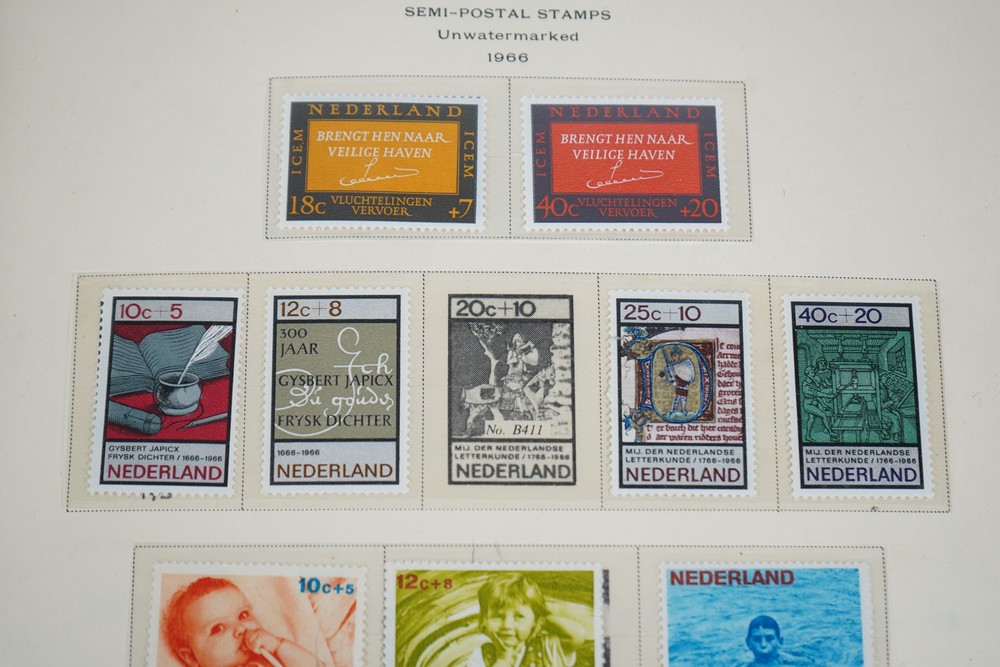 SEMI-POSTAL STAMPS
Unwatermarked
1966
NEDERLAND
ICEM
BRENGT HEN NAAR
VEILIGE HAVEN
ICEM
18c
VLUCHTELINGEN
VERVOER
+7
NEDERLAND
ICEM
BRENGT HEN NAAR
VEILIGE HAVEN
ICEM
40c
VLUCHTELINGEN
VERVOER
+20
10c+5
GYSBERT JAPICX
FRYSK DICHTER/1666-1966
NEDERLAND
12c+8
300
JAAR
GYSBERT JAPICX
FRYSK DICHTER
1666-1966
NEDERLAND
20c+10
No. B411
MIJ. DER NEDERLANDSE
LETTERKUNDE/1766-1966
NEDERLAND
25c+10
MIJ. DER NEDERLANDSE
LETTERKUNDE/1766-1966
NEDERLAND
40c+20
MIJ. DER NEDERLANDSE
LETTERKUNDE/1766-1966
NEDERLAND
10c+5
12c+8
NEDERLAND